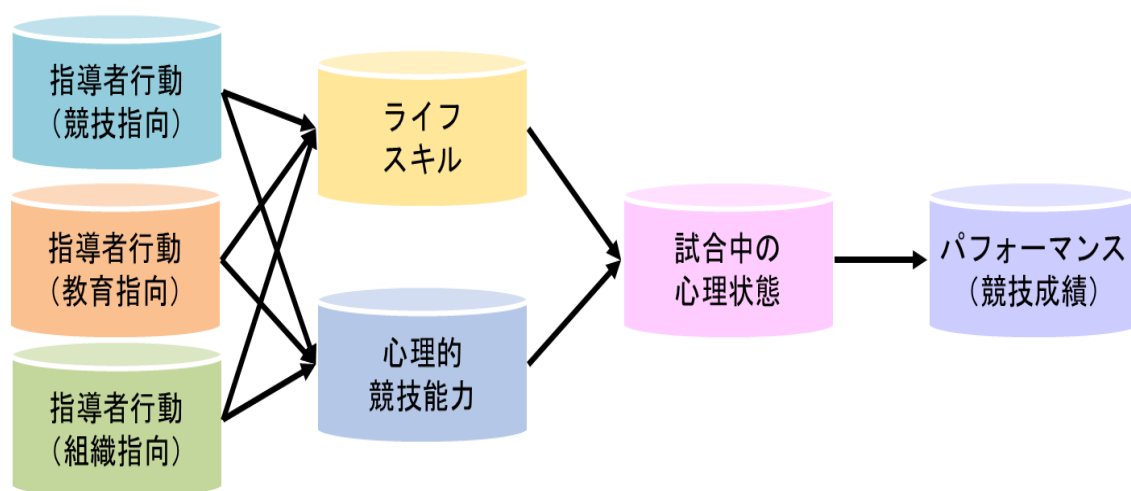 指導者行動
（競技指向）
指導者行動
（教育指向）
指導者行動
（組織指向）
ライフ
スキル
心理的
競技能力
試合中の
心理状態
パフォーマンス
（競技成績）